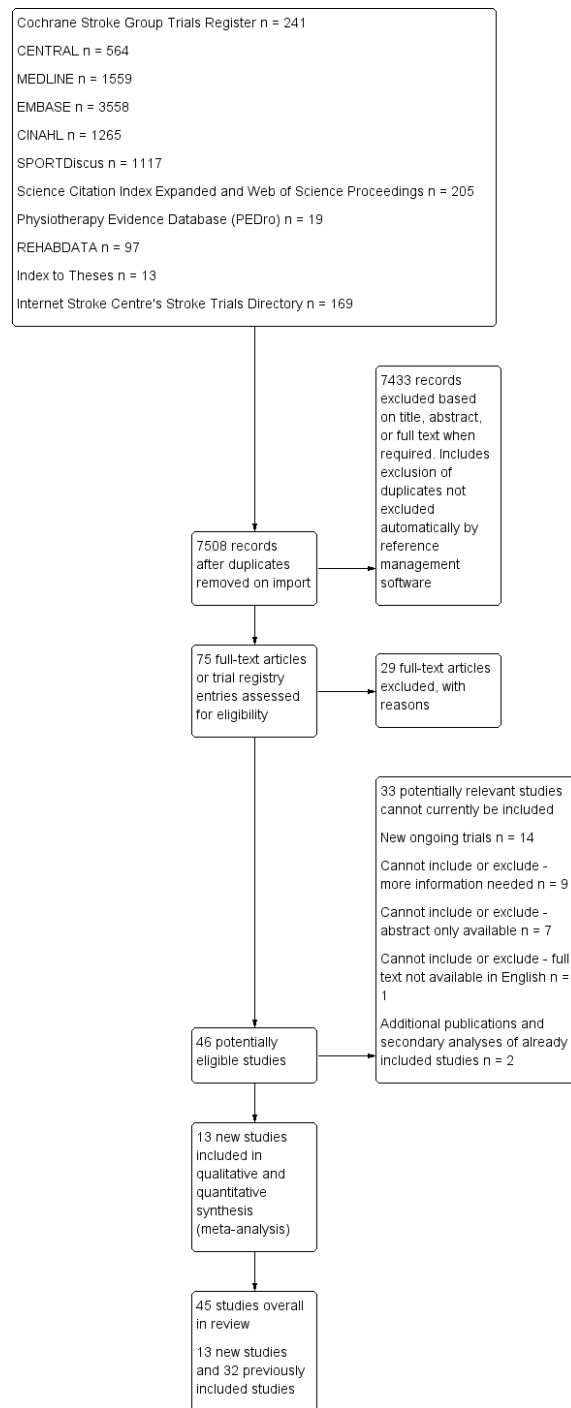 Cochrane Stroke Group Trials Register n = 241
CENTRAL n = 564
MEDLINE n = 1559
EMBASE n = 3558
CINAHL n = 1265
SPORTDiscus n = 1117
Science Citation Index Expanded and Web of Science Proceedings n = 205
Physiotherapy Evidence Database (PEDro) n = 19
REHABDATA n = 97
Index to Theses n = 13
Internet Stroke Centre's Stroke Trials Directory n = 169
7433 records
excluded based
on title, abstract,
or full text when
required. Includes
exclusion of
duplicates not
excluded
automatically by
reference
management
software
7508 records
after duplicates
removed on import
75 full-text articles
or trial registry
entries assessed
for eligibility
29 full-text articles
excluded, with
reasons
33 potentially relevant studies
cannot currently be included
New ongoing trials n = 14
Cannot include or exclude -
more information needed n = 9
Cannot include or exclude -
abstract only available n = 7
Cannot include or exclude - full
text not available in English n =
1
Additional publications and
secondary analyses of already
included studies n = 2
46 potentially
eligible studies
13 new studies
included in
qualitative and
quantitative
synthesis
(meta-analysis)
45 studies overall
in review
13 new studies
and 32 previously
included studies